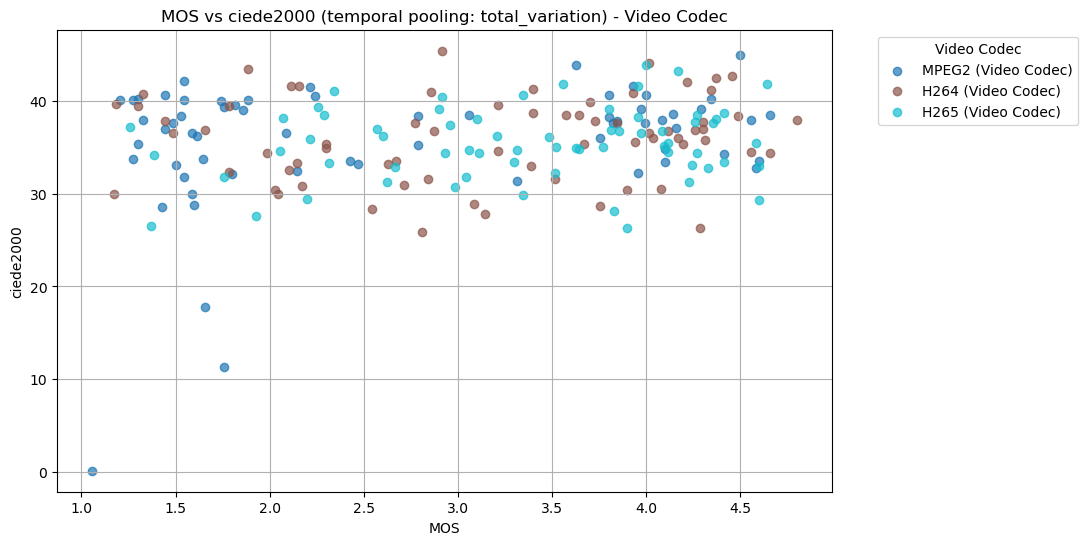 MOS vs ciede2000 (temporal pooling: total_variation) - Video Codec
Video Codec
MPEG2 (Video Codec)
H264 (Video Codec)
H265 (Video Codec)
ciede2000
40
30
20
10
0
1.0 1.5 2.0 2.5 3.0 3.5 4.0 4.5
MOS